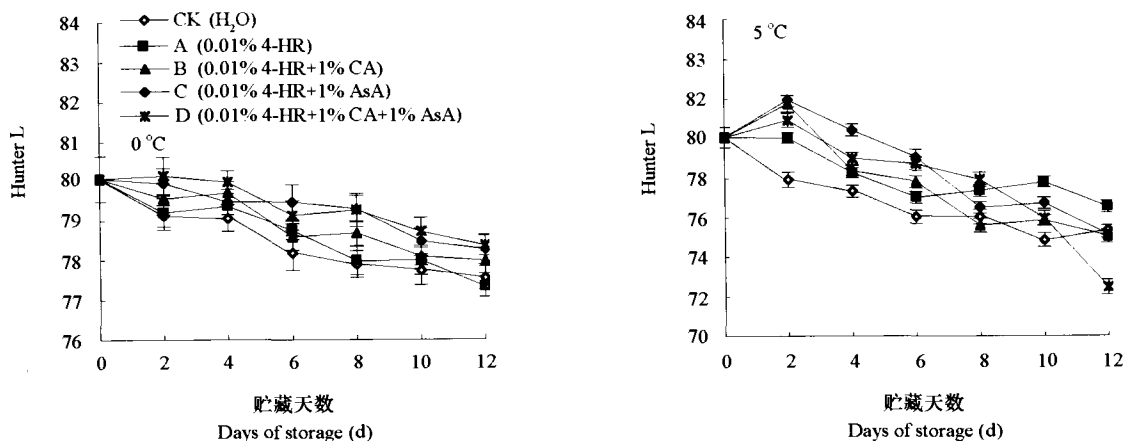 84
83
82
81
80
79
78
77
76
Hunter L
CK (H₂O)
A (0.01% 4-HR)
B (0.01% 4-HR+1% CA)
C (0.01% 4-HR+1% AsA)
D (0.01% 4-HR+1% CA+1% AsA)
0 °C
0 2 4 6 8 10 12
贮藏天数
Days of storage (d)
84
82
80
78
76
74
72
70
Hunter L
5 °C
0 2 4 6 8 10 12
贮藏天数
Days of storage (d)